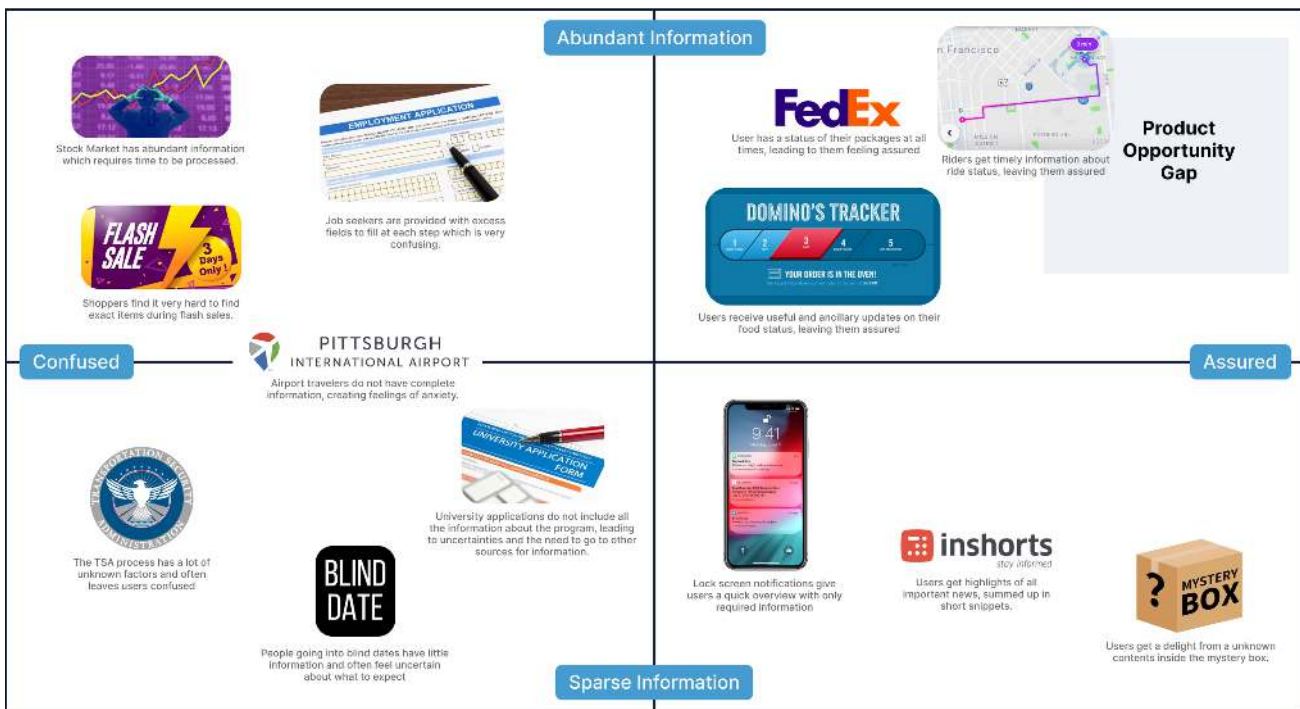 Abundant Information
Stock Market has abundant information
which requires time to be processed.
EMPLOYMENT APPLICATION
Job seekers are provided with excess
fields to fill at each step which is very
confusing.
FLASH
SALE
3
Days
Only !
Shoppers find it very hard to find
exact items during flash sales.
FedEx
User has a status of their packages at all
times, leading to them feeling assured
n Francisco
Riders get timely information about
ride status, leaving them assured
Product
Opportunity
Gap
DOMINO'S TRACKER
1
2
3
4
5
YOUR ORDER IS IN THE OVEN!
Users receive useful and ancillary updates on their
food status, leaving them assured
Confused
PITTSBURGH
INTERNATIONAL AIRPORT
Airport travelers do not have complete
information, creating feelings of anxiety.
Assured
TRANSPORTATION SECURITY
ADMINISTRATION
The TSA process has a lot of
unknown factors and often
leaves users confused
UNIVERSITY APPLICATION
FORM
University applications do not include all
the information about the program, leading
to uncertainties and the need to go to other
sources for information.
BLIND
DATE
People going into blind dates have little
information and often feel uncertain
about what to expect
9:41
Lock screen notifications give
users a quick overview with only
required information
inshorts
stay informed
Users get highlights of all
important news, summed up in
short snippets.
?
MYSTERY
BOX
Users get a delight from a unknown
contents inside the mystery box.
Sparse Information